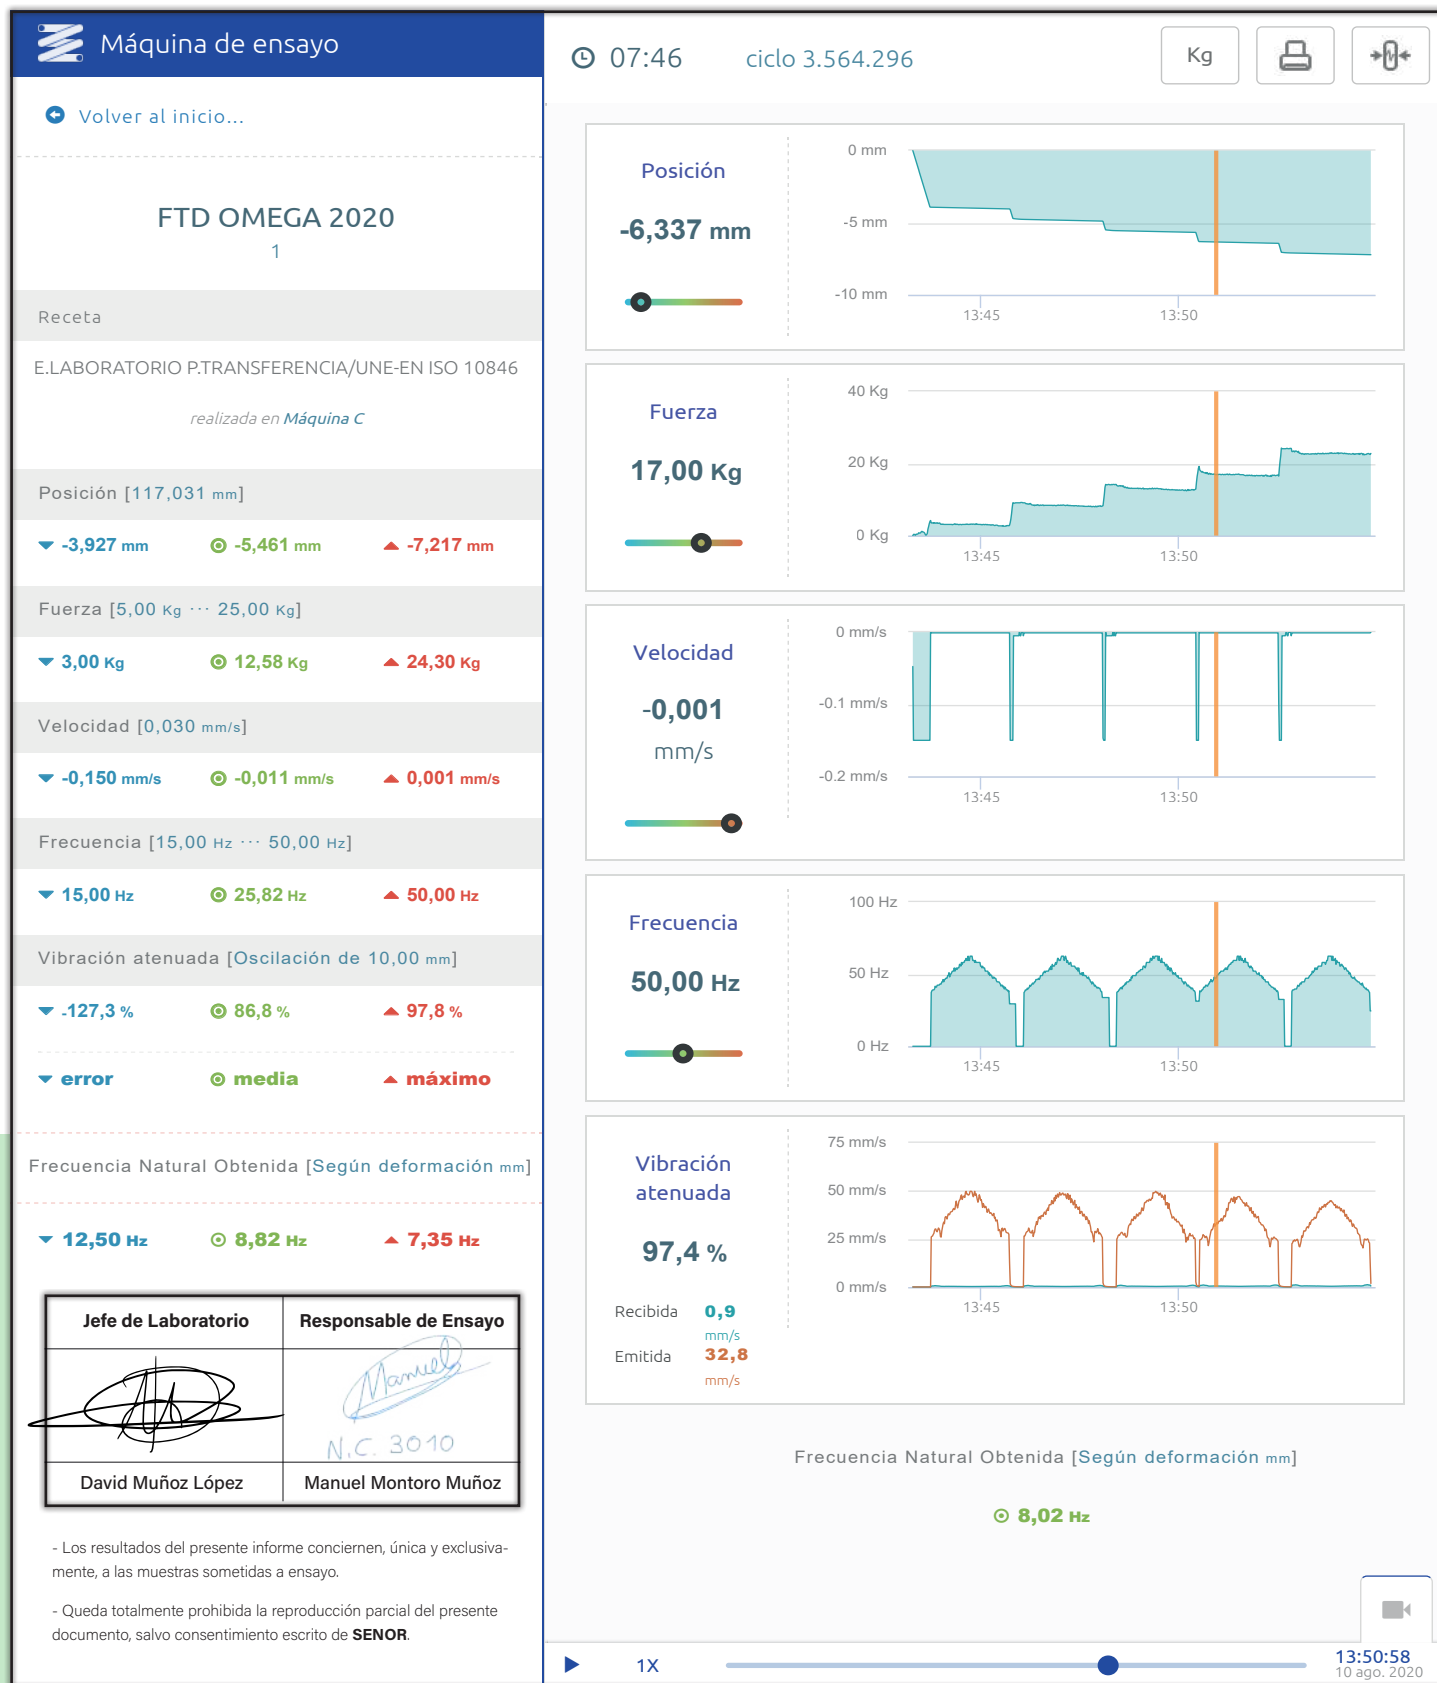 Máquina de ensayo
Volver al inicio...
FTD OMEGA 2020
1
Receta
E.LABORATORIO P.TRANSFERENCIA/UNE-EN ISO 10846
realizada en Máquina C
Posición [117,031 mm]
-3,927 mm -5,461 mm -7,217 mm
Fuerza [5,00 Kg ··· 25,00 Kg]
3,00 Kg 12,58 Kg 24,30 Kg
Velocidad [0,030 mm/s]
-0,150 mm/s -0,011 mm/s 0,001 mm/s
Frecuencia [15,00 Hz ··· 50,00 Hz]
15,00 Hz 25,82 Hz 50,00 Hz
Vibración atenuada [Oscilación de 10,00 mm]
-127,3 % 86,8 % 97,8 %
error media máximo
Frecuencia Natural Obtenida [Según deformación mm]
12,50 Hz 8,82 Hz 7,35 Hz
Jefe de Laboratorio Responsable de Ensayo
Manuel
N.C. 3010
David Muñoz López Manuel Montoro Muñoz
- Los resultados del presente informe conciernen, única y exclusiva-
mente, a las muestras sometidas a ensayo.
- Queda totalmente prohibida la reproducción parcial del presente
documento, salvo consentimiento escrito de SENOR.
07:46 ciclo 3.564.296 Kg
Posición
-6,337 mm
0 mm
-5 mm
-10 mm
13:45 13:50
Fuerza
17,00 Kg
40 Kg
20 Kg
0 Kg
13:45 13:50
Velocidad
-0,001
mm/s
0 mm/s
-0.1 mm/s
-0.2 mm/s
13:45 13:50
Frecuencia
50,00 Hz
100 Hz
50 Hz
0 Hz
13:45 13:50
Vibración
atenuada
97,4 %
Recibida 0,9
mm/s
Emitida 32,8
mm/s
75 mm/s
50 mm/s
25 mm/s
0 mm/s
13:45 13:50
Frecuencia Natural Obtenida [Según deformación mm]
8,02 Hz
1X
13:50:58
10 ago. 2020